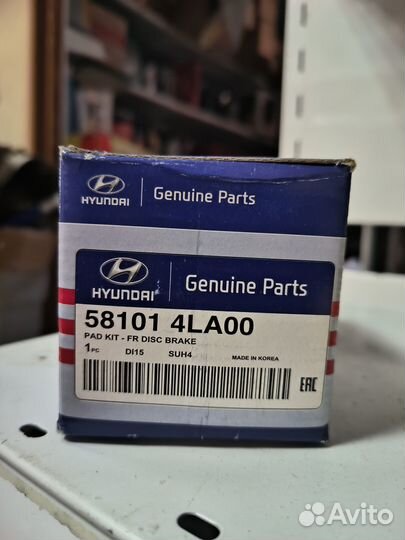 HYUNDAI
Genuine Parts
HYUNDAI
Genuine Parts
58101 4LA00
PAD KIT - FR DISC BRAKE
1PC DI15 SUH4 MADE IN KOREA
EAC
Avito